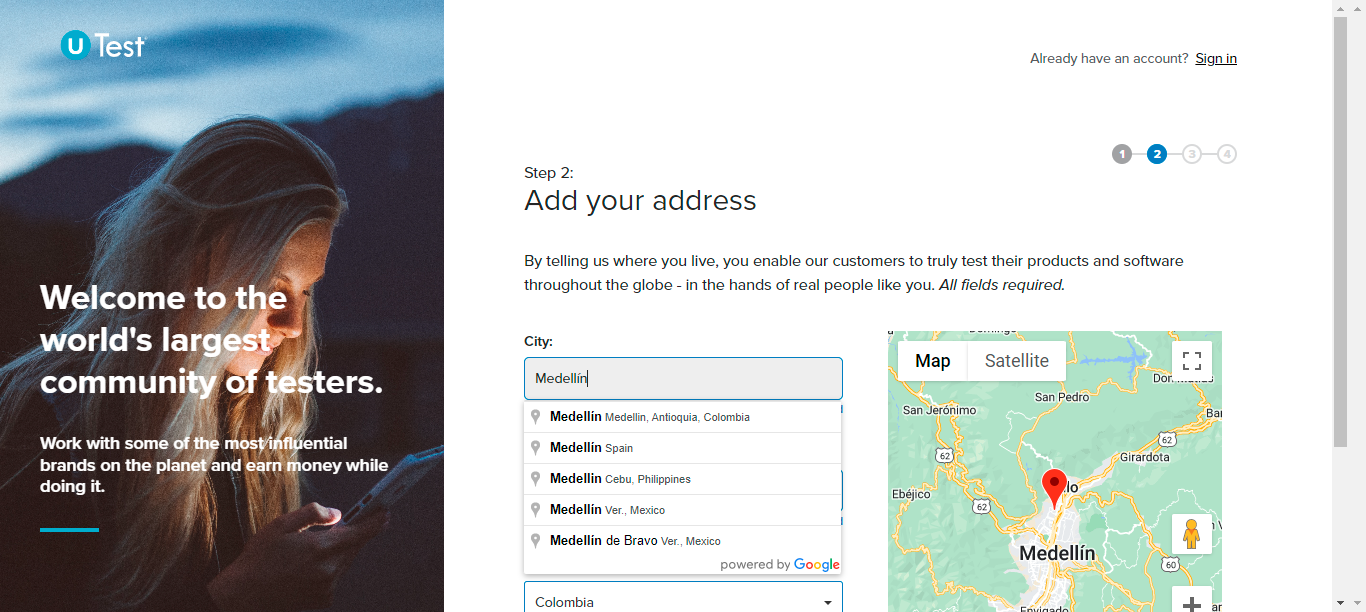 U Test
Already have an account? Sign in
1 2 3 4
Step 2:
Add your address
By telling us where you live, you enable our customers to truly test their products and software
throughout the globe - in the hands of real people like you. All fields required.
Welcome to the
world's largest
community of testers.
Work with some of the most influential
brands on the planet and earn money while
doing it.
City:
Medellín
Medellín Medellin, Antioquia, Colombia
Medellín Spain
Medellín Cebu, Philippines
Medellín Ver., Mexico
Medellín de Bravo Ver., Mexico
powered by Google
Colombia
Map Satellite
San Pedro
San Jerónimo
62
62
Girardota
Ebéjico
62
Medellín
60
Envigado